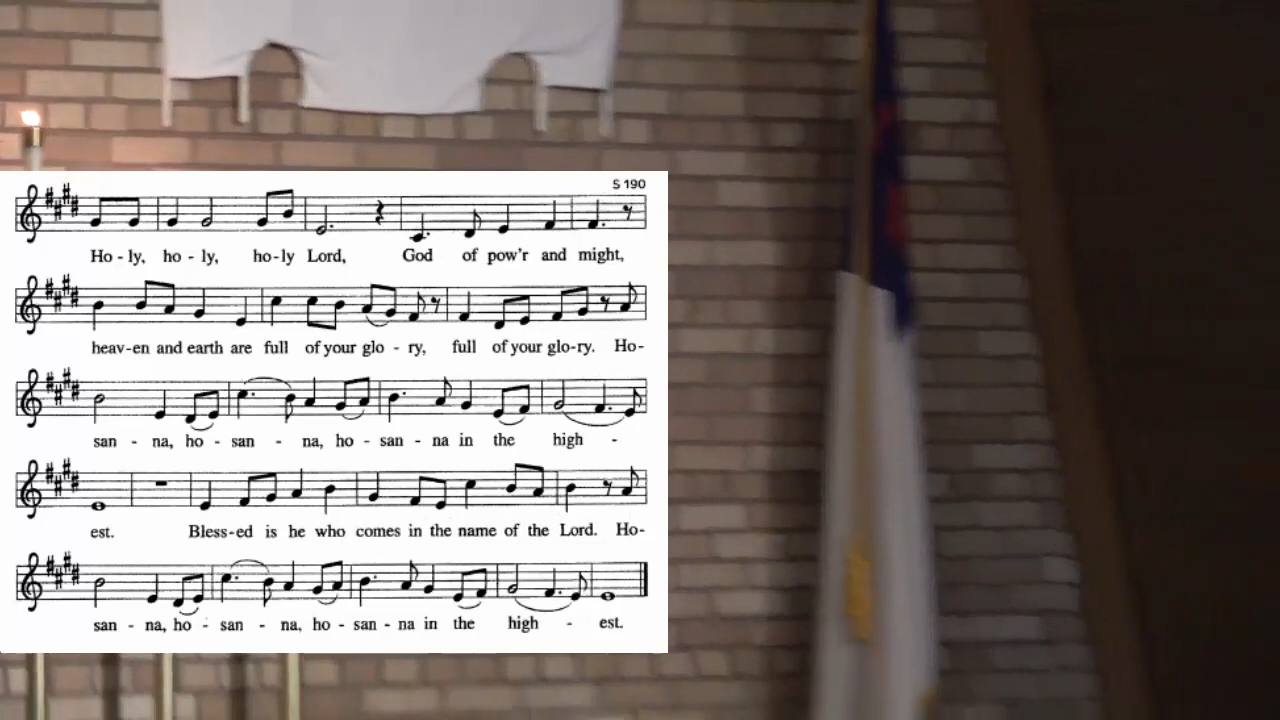 S 190
Ho - ly, ho - ly, ho - ly Lord, God of pow'r and might,
heav - en and earth are full of your glo - ry, full of your glo - ry. Ho -
san - na, ho - san - na, ho - san - na in the high -
est. Bless - ed is he who comes in the name of the Lord. Ho -
san - na, ho - san - na, ho - san - na in the high - est.